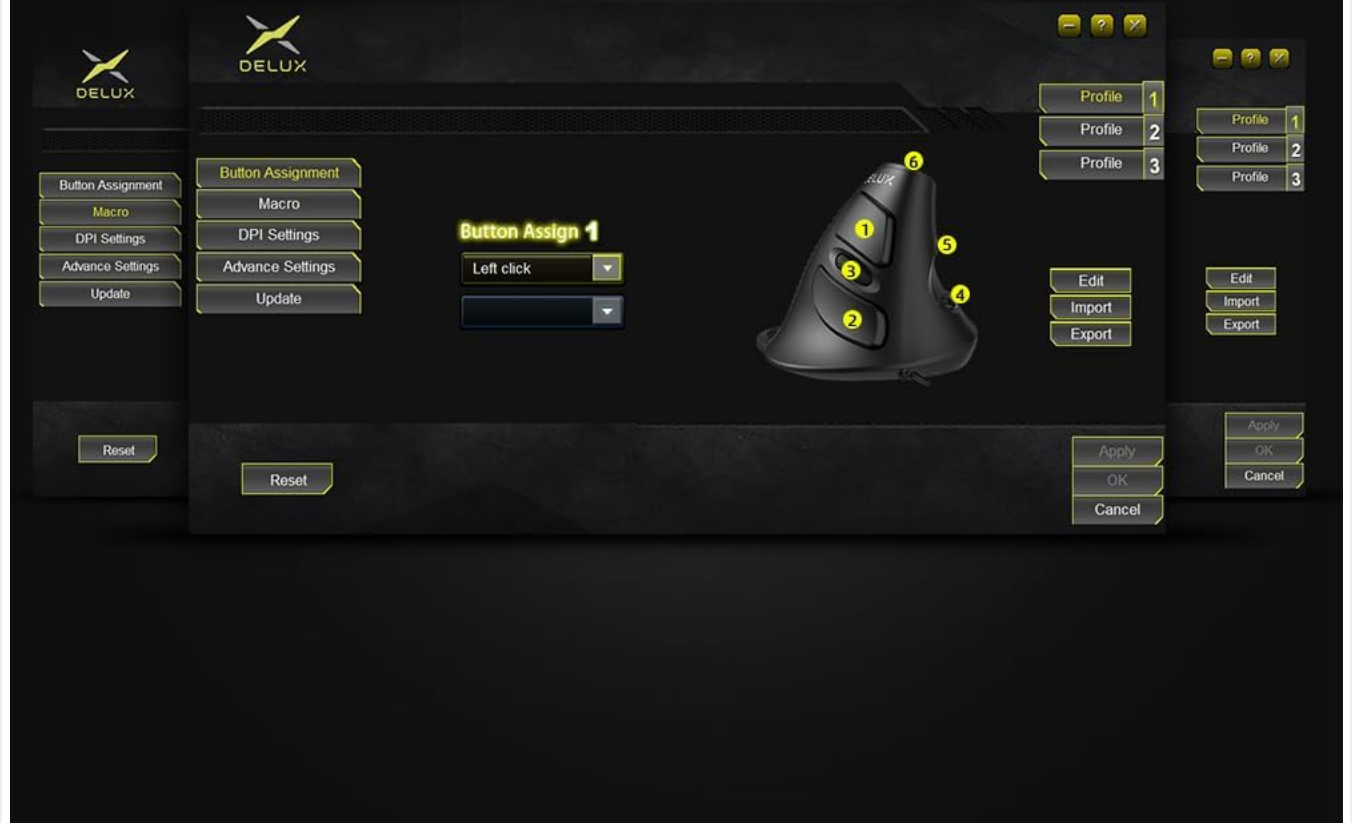 DELUX
Profile 1
Profile 2
Profile 3
Button Assignment
Macro
DPI Settings
Advance Settings
Update
Button Assign 1
Left click
6
ELUX
1
5
3
4
2
Edit
Import
Export
Reset
Apply
OK
Cancel
DELUX
Button Assignment
Macro
DPI Settings
Advance Settings
Update
Reset
Profile 1
Profile 2
Profile 3
Edit
Import
Export
Apply
OK
Cancel